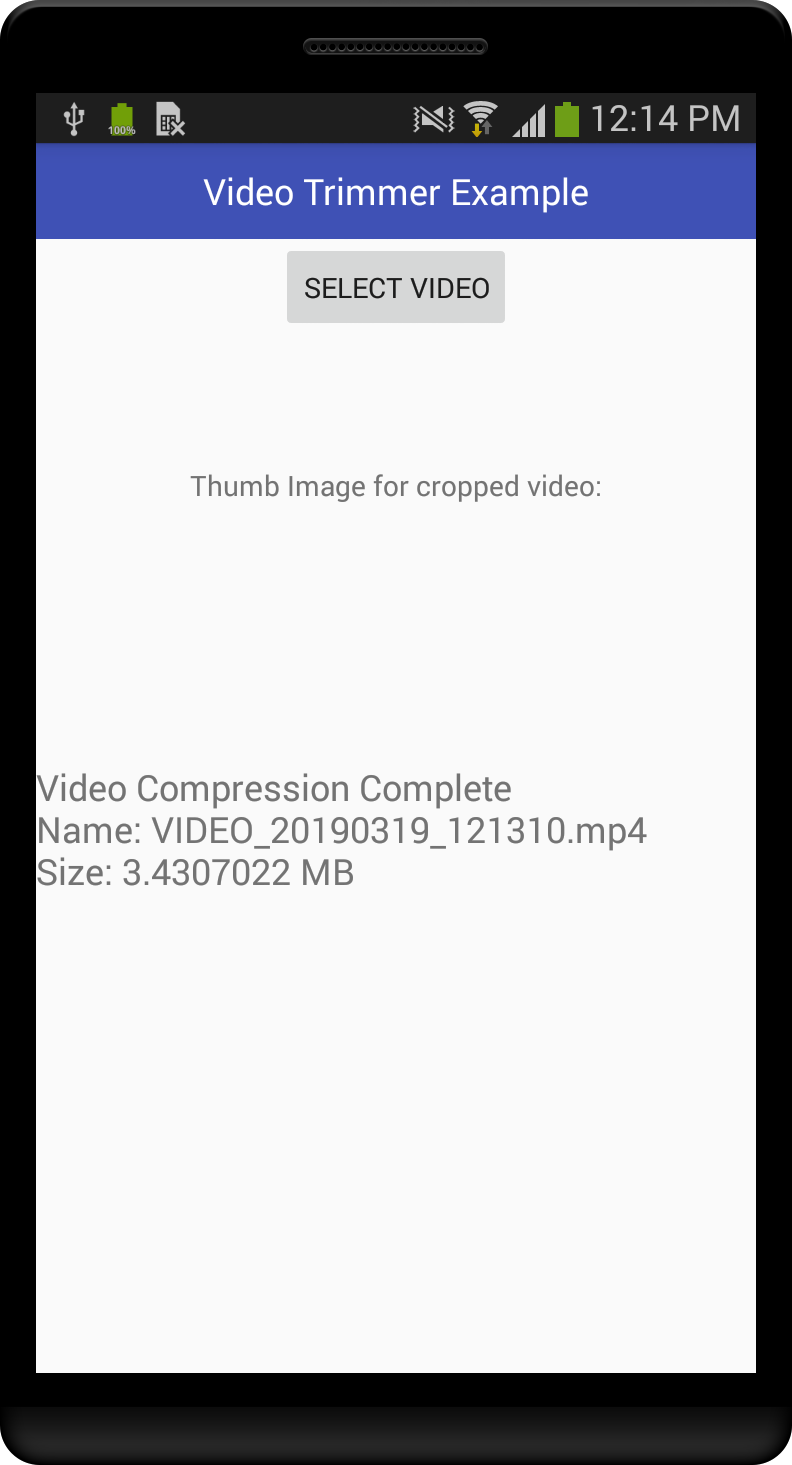 100%
12:14 PM
Video Trimmer Example
SELECT VIDEO
Thumb Image for cropped video:
Video Compression Complete
Name: VIDEO_20190319_121310.mp4
Size: 3.4307022 MB